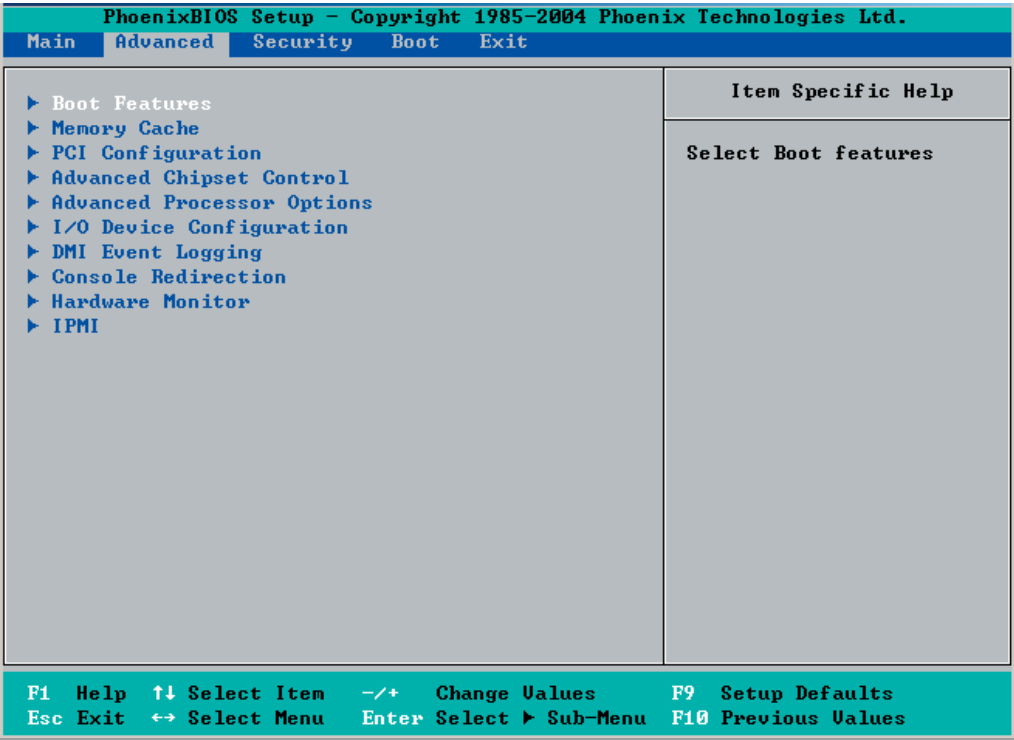 PhoenixBIOS Setup – Copyright 1985-2004 Phoenix Technologies Ltd.
Main Advanced Security Boot Exit
Boot Features
Memory Cache
PCI Configuration
Advanced Chipset Control
Advanced Processor Options
I/O Device Configuration
DMI Event Logging
Console Redirection
Hardware Monitor
IPMI
Item Specific Help
Select Boot features
F1 Help ↑↓ Select Item -/+ Change Values F9 Setup Defaults
Esc Exit ↔ Select Menu Enter Select ▶ Sub-Menu F10 Previous Values